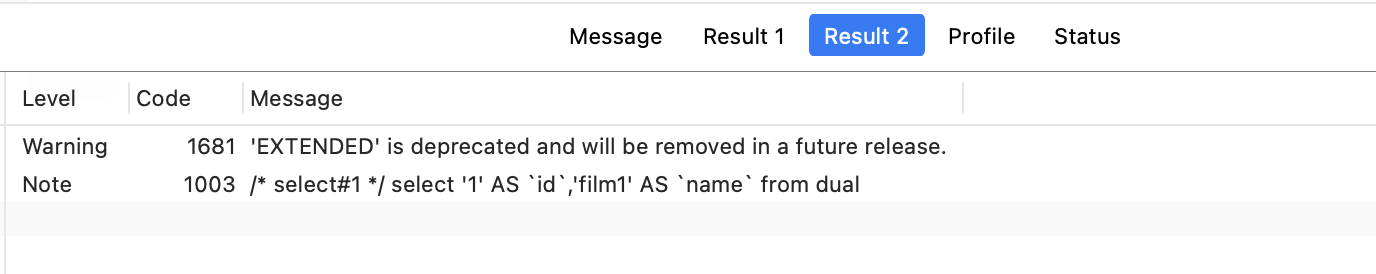 Message Result 1 Result 2 Profile Status
Level Code Message
Warning 1681 'EXTENDED' is deprecated and will be removed in a future release.
Note 1003 /* select#1 */ select '1' AS `id`,'film1' AS `name` from dual